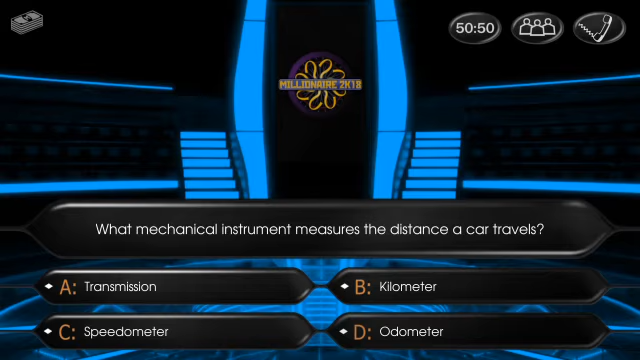 50:50
MILLIONAIRE 2K18
What mechanical instrument measures the distance a car travels?
A: Transmission
B: Kilometer
C: Speedometer
D: Odometer